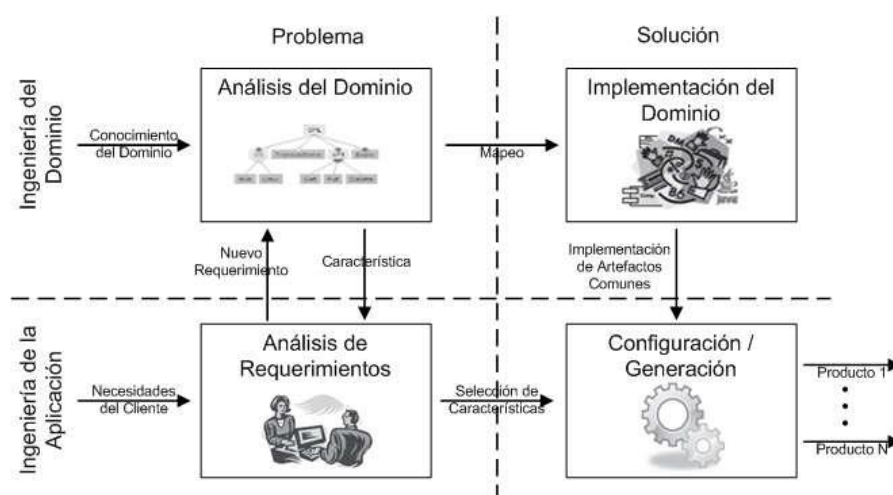 Problema
Solución
Ingeniería del
Dominio
Análisis del Dominio
Implementación del
Dominio
Conocimiento
del Dominio
Mapeo
Nuevo
Requerimiento
Característica
Implementación
de Artefactos
Comunes
Ingeniería de la
Aplicación
Análisis de
Requerimientos
Configuración /
Generación
Necesidades
del Cliente
Selección de
Características
Producto 1
Producto N